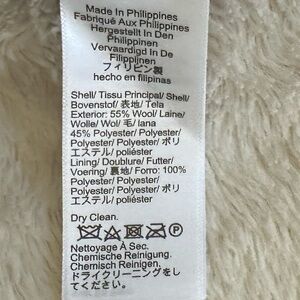 Made In Philippines
Fabriqué Aux Philippines
Hergestellt In Den
Philippinen
Vervaardigd In De
Filippijnen
フィリピン製
hecho en filipinas
Shell/ Tissu Principal/ Shell/
Bovenstof/ 表地/ Tela
Exterior: 55% Wool/ Laine/
Wolle/ Wol/ 毛/ lana
45% Polyester/ Polyester/
Polyester/ Polyester/ ポリ
エステル/ poliéster
Lining/ Doublure/ Futter/
Voering/ 裏地/ Forro: 100%
Polyester/ Polyester/
Polyester/ Polyester/ ポリ
エステル/ poliéster
Dry Clean.
P
Nettoyage À Sec.
Chemische Reinigung.
Chemisch Reinigen.
ドライクリーニングをし
てください。